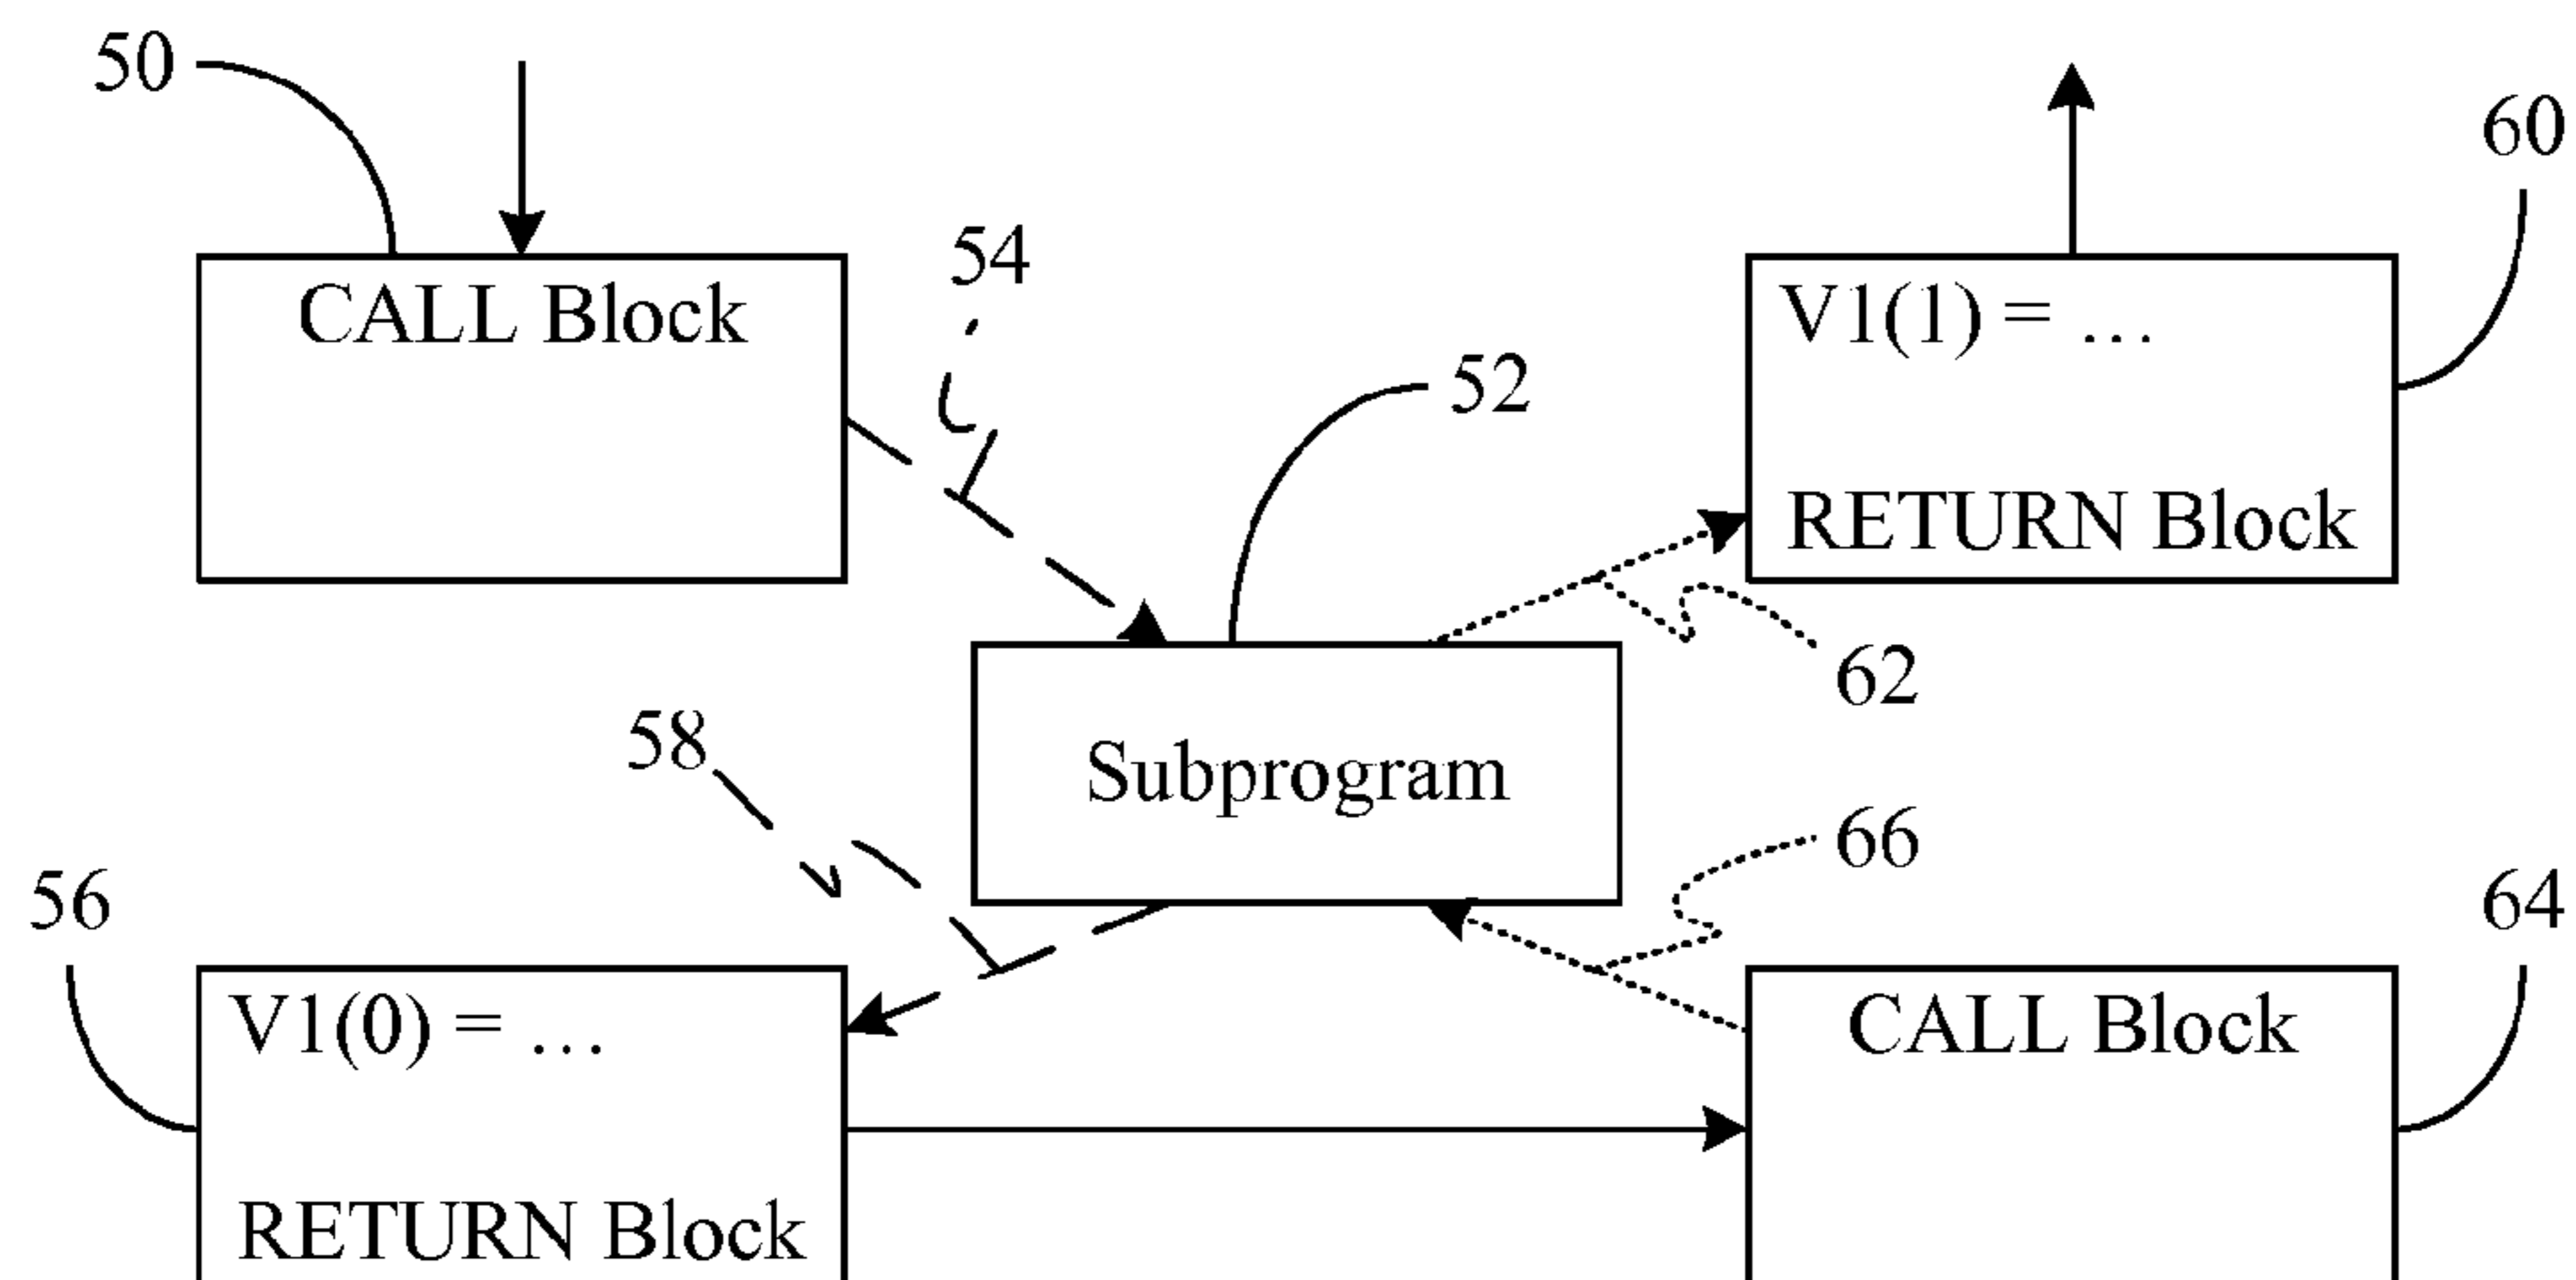 50
60
54
CALL Block
V1(1) = …
52
RETURN Block
62
58
Subprogram
66
56
64
V1(0) = …
CALL Block
RETURN Block